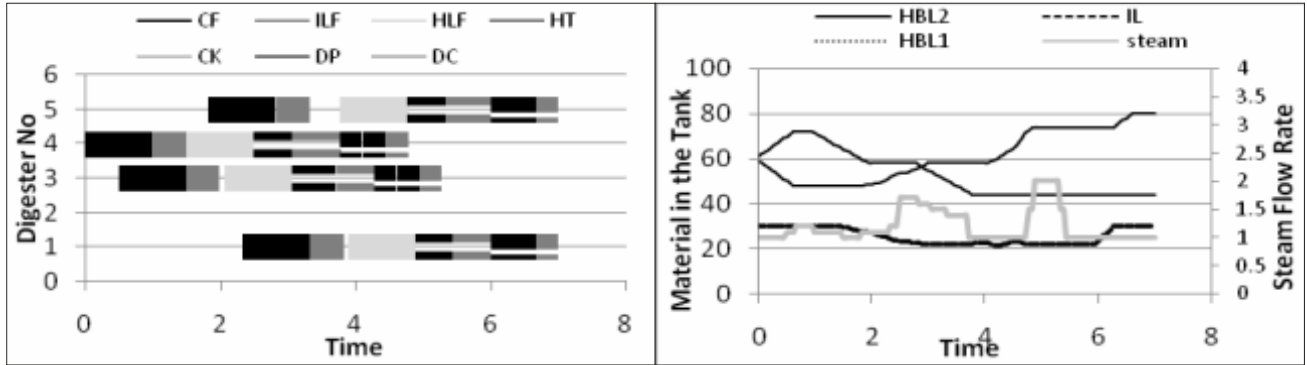 CF ILF HLF HT
CK DP DC
Digester No
6
5
4
3
2
1
0
0 2 4 6 8
Time
HBL2 IL
HBL1 steam
Material in the Tank
100
80
60
40
20
0
4
3.5
3
2.5
2
1.5
1
0.5
0
Steam Flow Rate
0 2 4 6 8
Time